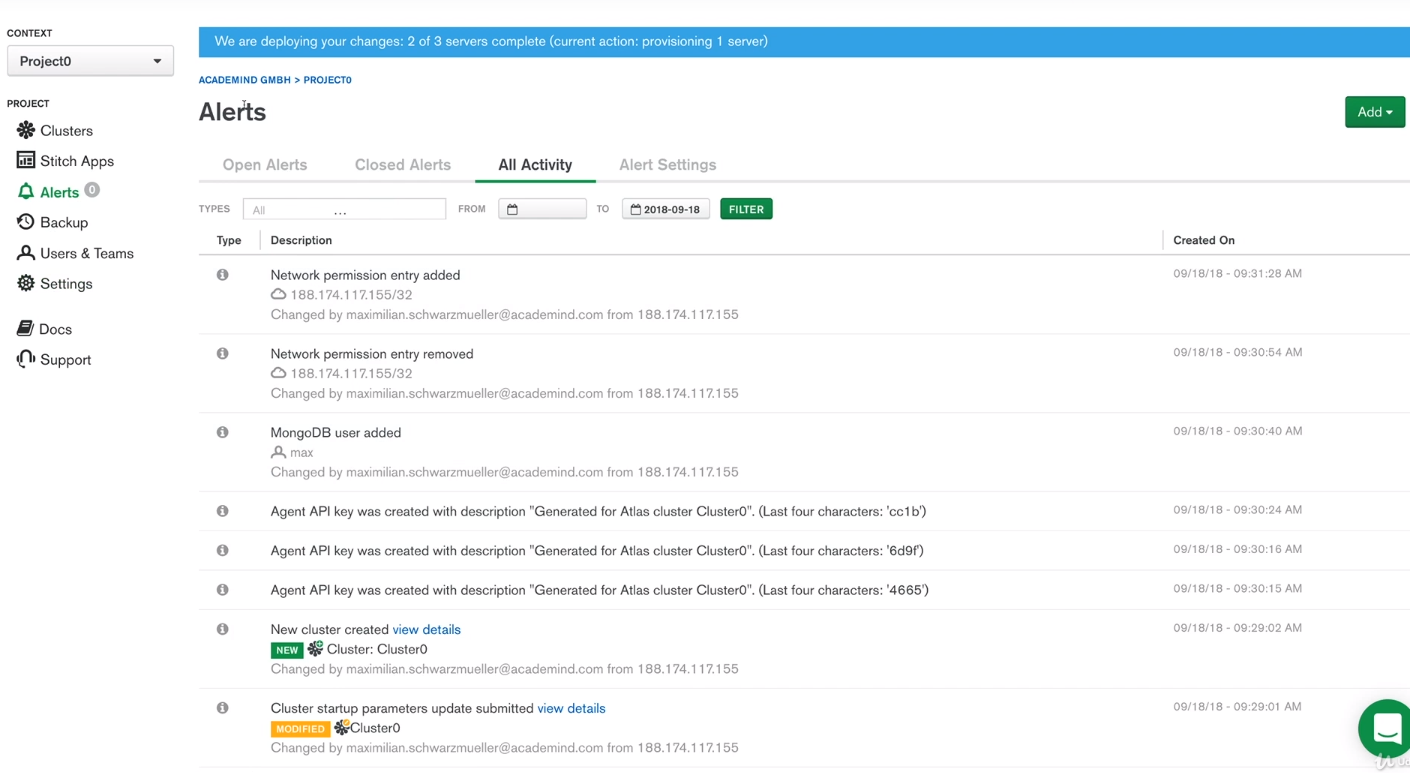 CONTEXT
Project0
PROJECT
Clusters
Stitch Apps
Alerts 0
Backup
Users & Teams
Settings
Docs
Support
We are deploying your changes: 2 of 3 servers complete (current action: provisioning 1 server)
ACADEMIND GMBH > PROJECT0
Alerts
Add
Open Alerts Closed Alerts All Activity Alert Settings
TYPES All ... FROM TO 2018-09-18 FILTER
Type Description Created On
Network permission entry added 09/18/18 - 09:31:28 AM
188.174.117.155/32
Changed by maximilian.schwarzmueller@academind.com from 188.174.117.155
Network permission entry removed 09/18/18 - 09:30:54 AM
188.174.117.155/32
Changed by maximilian.schwarzmueller@academind.com from 188.174.117.155
MongoDB user added 09/18/18 - 09:30:40 AM
max
Changed by maximilian.schwarzmueller@academind.com from 188.174.117.155
Agent API key was created with description "Generated for Atlas cluster Cluster0". (Last four characters: 'cc1b') 09/18/18 - 09:30:24 AM
Agent API key was created with description "Generated for Atlas cluster Cluster0". (Last four characters: '6d9f') 09/18/18 - 09:30:16 AM
Agent API key was created with description "Generated for Atlas cluster Cluster0". (Last four characters: '4665') 09/18/18 - 09:30:15 AM
New cluster created view details 09/18/18 - 09:29:02 AM
NEW Cluster: Cluster0
Changed by maximilian.schwarzmueller@academind.com from 188.174.117.155
Cluster startup parameters update submitted view details 09/18/18 - 09:29:01 AM
MODIFIED Cluster0
Changed by maximilian.schwarzmueller@academind.com from 188.174.117.155